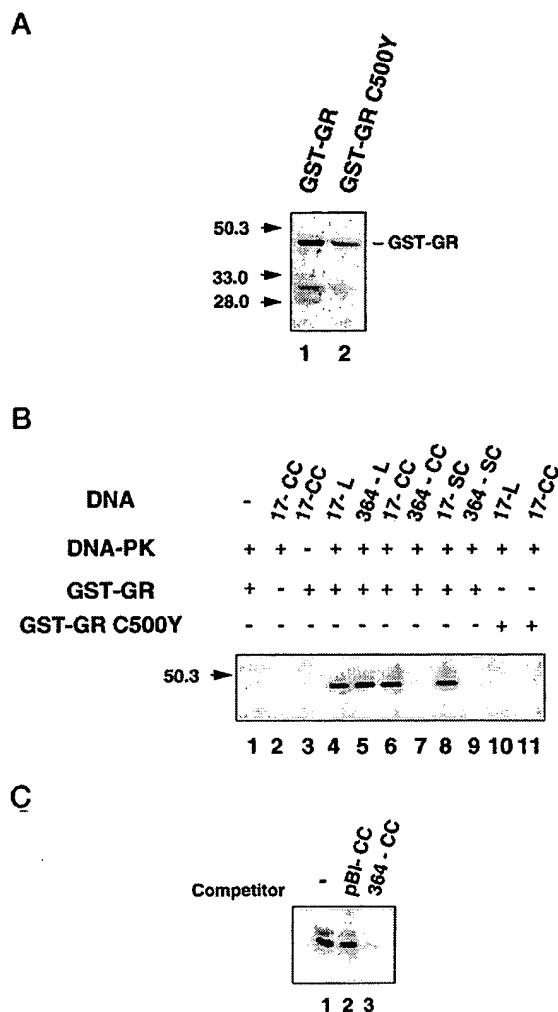 A
GST-GR
GST-GR C500Y
50.3
– GST-GR
33.0
28.0
1 2
B
DNA - 17-CC 17-CC 17-L 364-L 17-CC 364-CC 17-SC 364-SC 17-L 17-CC
DNA-PK + + - + + + + + + + +
GST-GR + - + + + + + + + - -
GST-GR C500Y - - - - - - - - - + +
50.3
1 2 3 4 5 6 7 8 9 10 11
C
Competitor - pBI-CC 364-CC
1 2 3